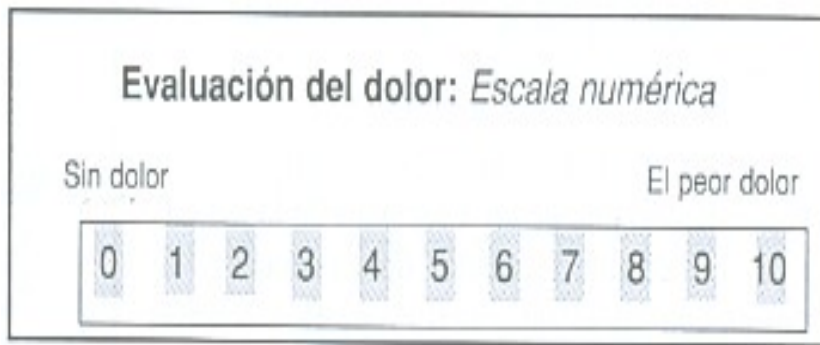 Evaluación del dolor: Escala numérica
Sin dolor El peor dolor
0 1 2 3 4 5 6 7 8 9 10